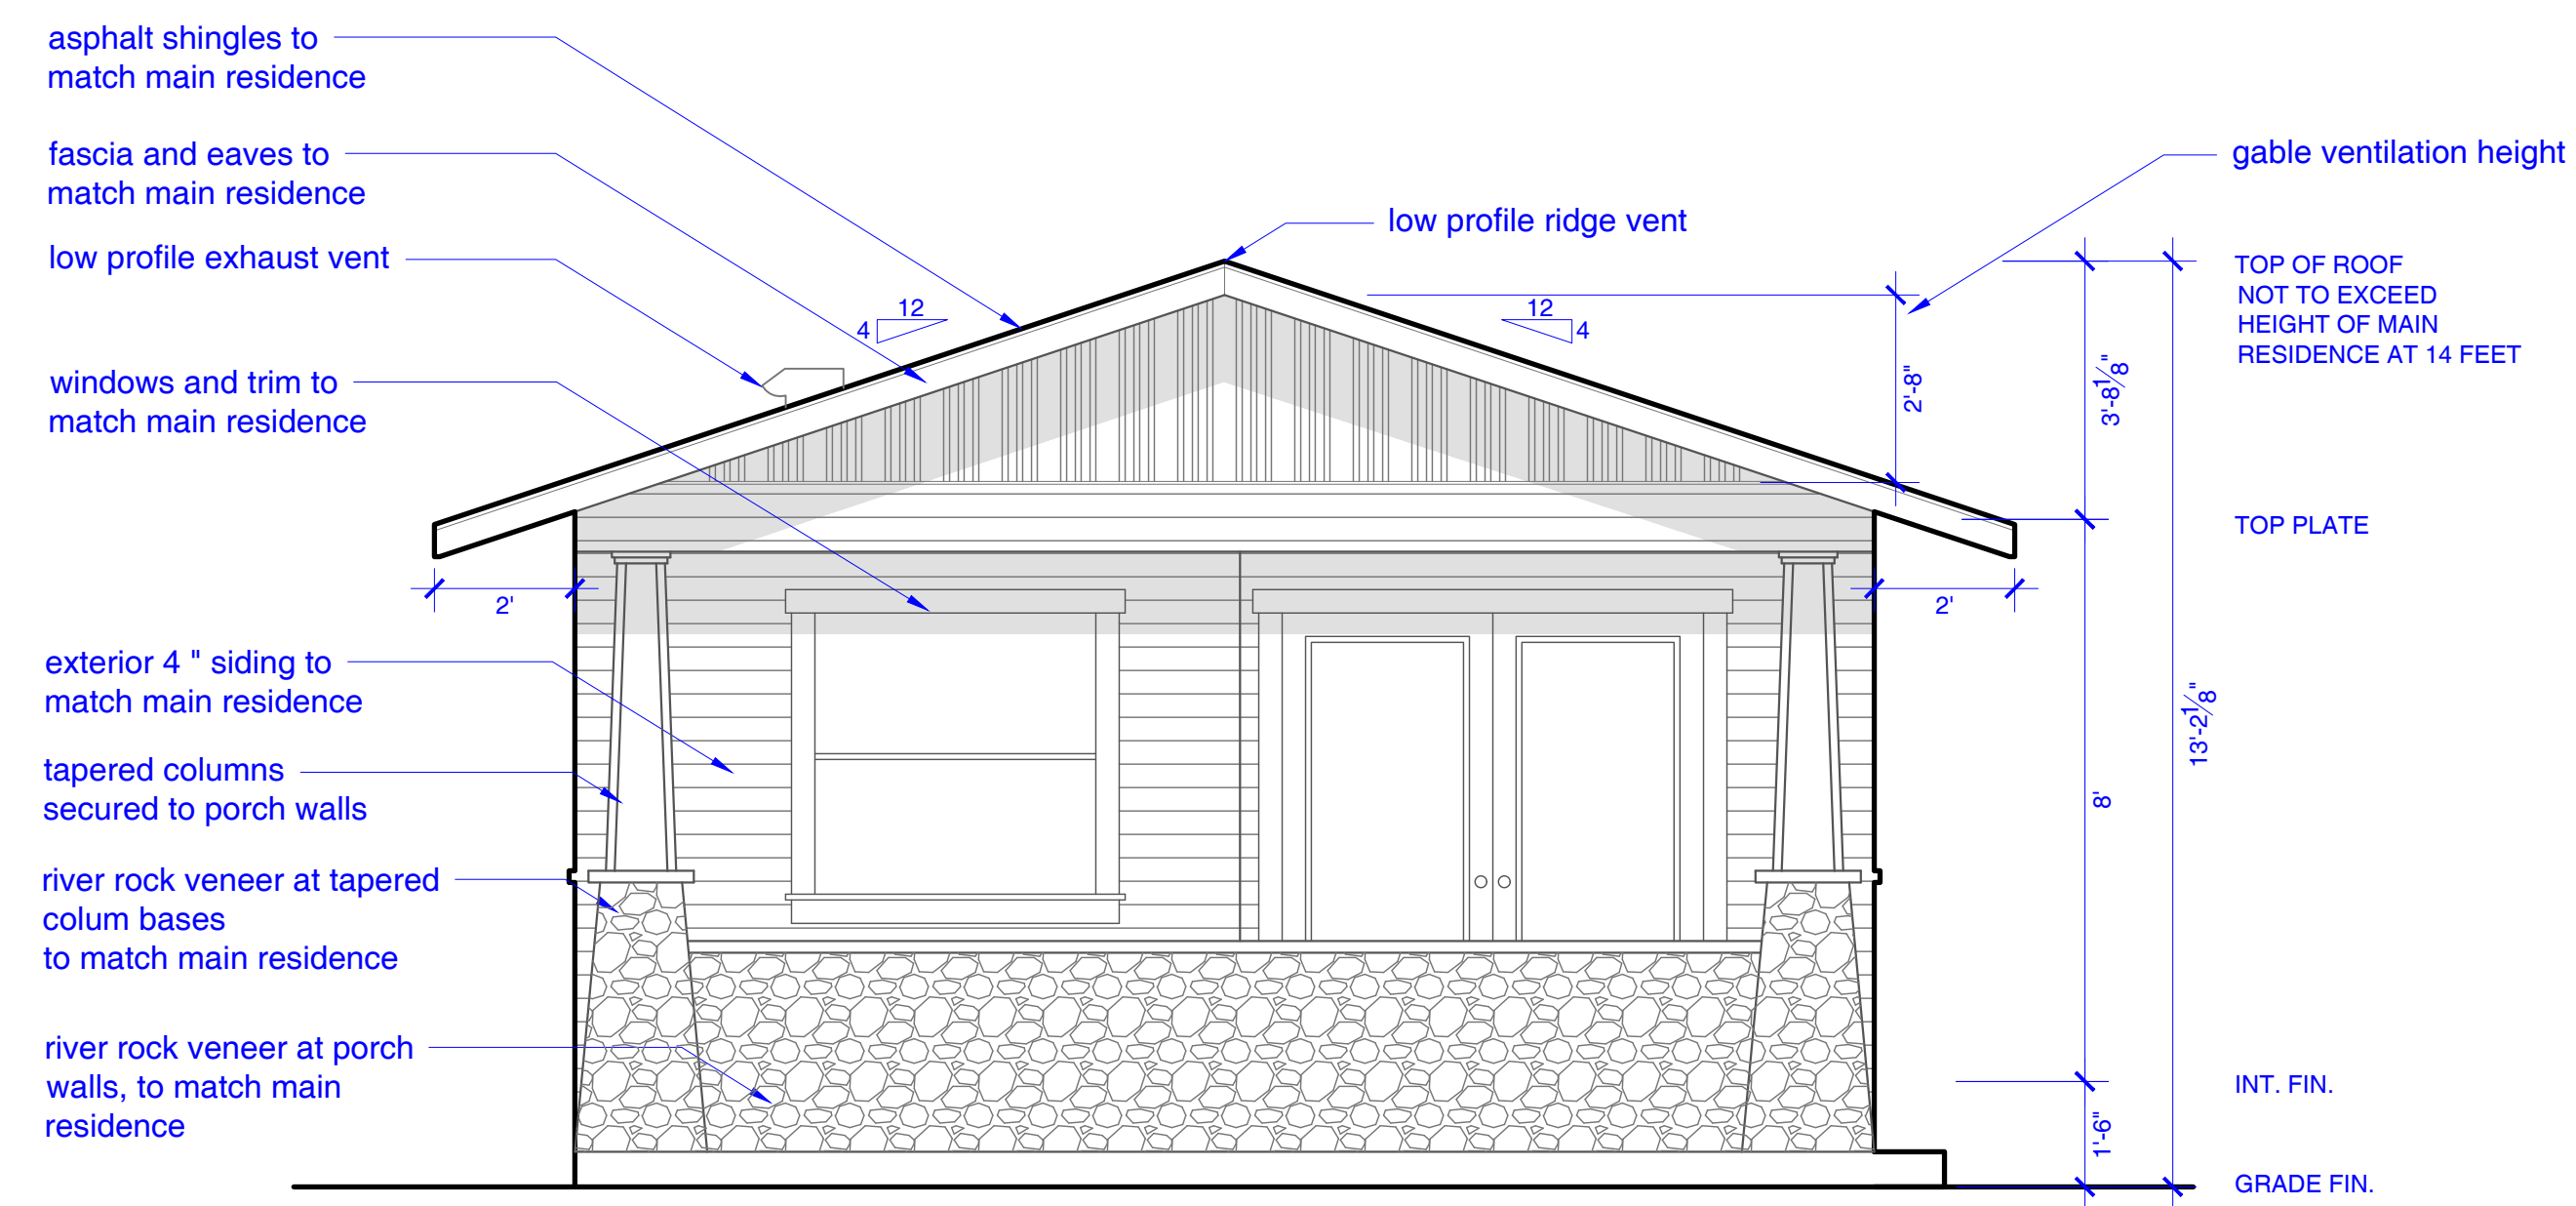 asphalt shingles to
match main residence
fascia and eaves to
match main residence
low profile exhaust vent
windows and trim to
match main residence
exterior 4 " siding to
match main residence
tapered columns
secured to porch walls
river rock veneer at tapered
colum bases
to match main residence
river rock veneer at porch
walls, to match main
residence
low profile ridge vent
12
4
12
4
2'
2'
gable ventilation height
2'-8"
3'-8 1/8"
8'
1'-6"
13'-2 1/8"
TOP OF ROOF
NOT TO EXCEED
HEIGHT OF MAIN
RESIDENCE AT 14 FEET
TOP PLATE
INT. FIN.
GRADE FIN.